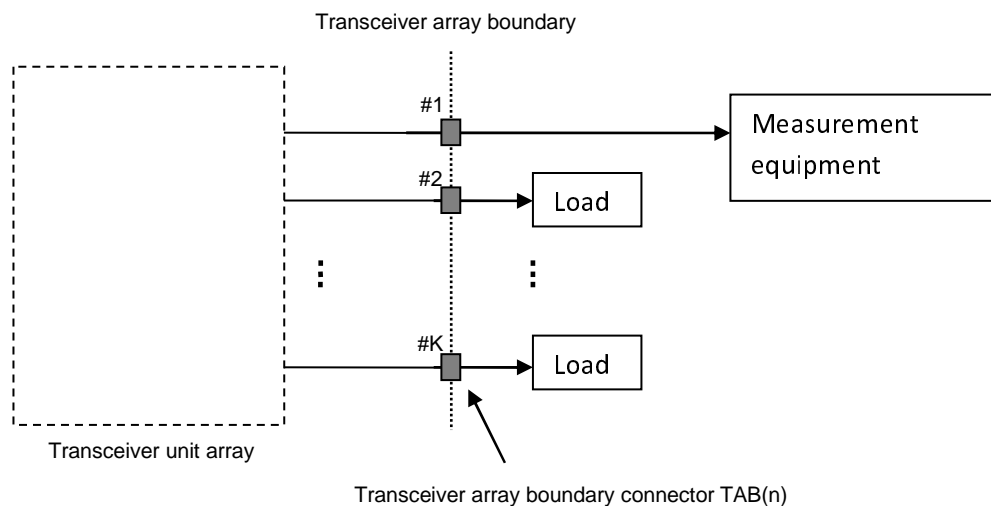 Transceiver array boundary
#1
Measurement
equipment
#2
Load
#K
Load
Transceiver unit array
Transceiver array boundary connector TAB(n)